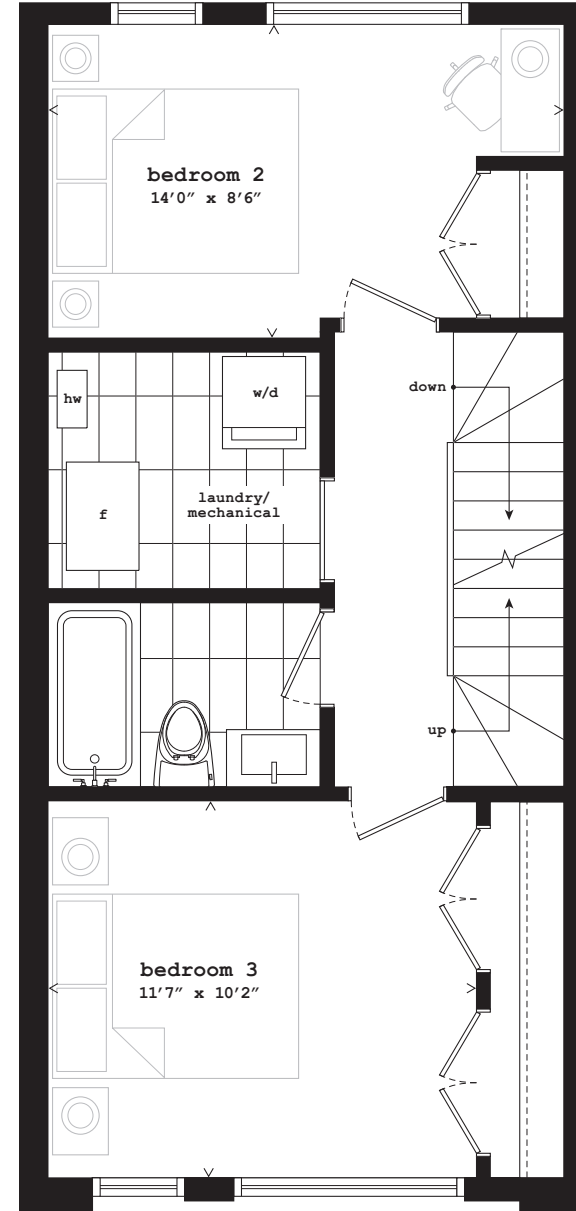 bedroom 2
14′0″ x 8′6″
down
hw
w/d
f
laundry/
mechanical
up
bedroom 3
11′7″ x 10′2″